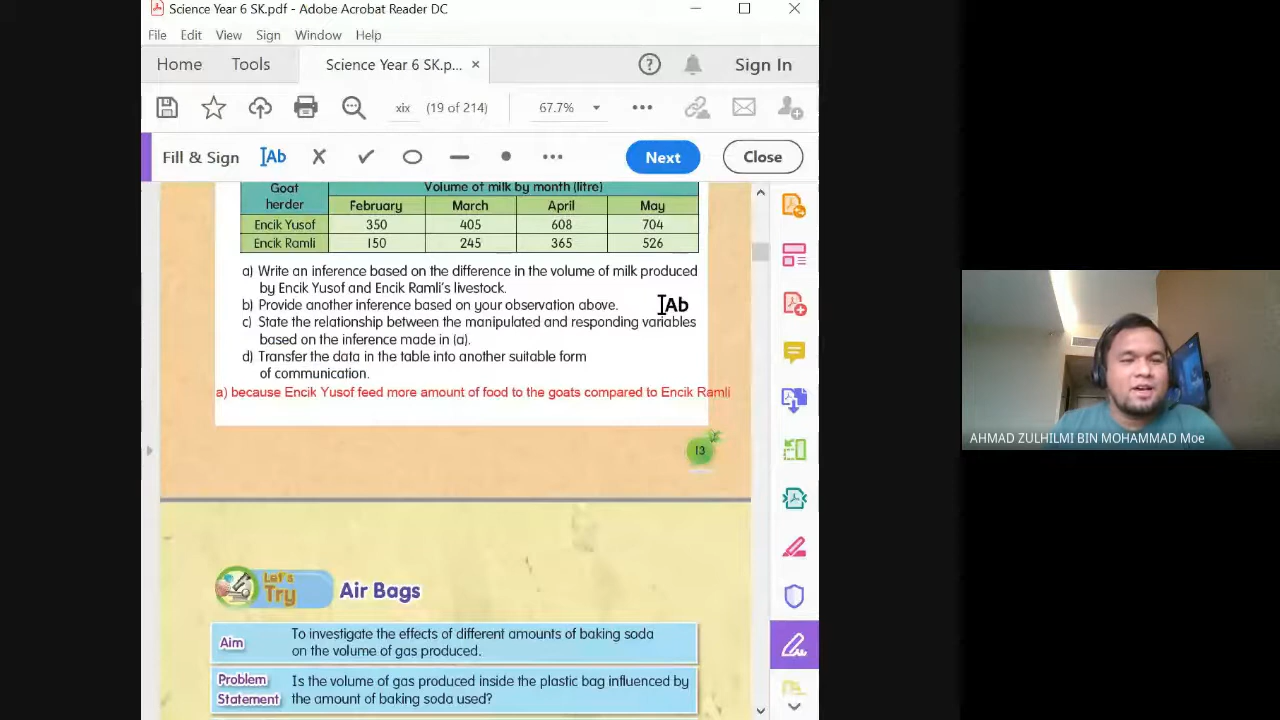 Science Year 6 SK.pdf - Adobe Acrobat Reader DC
File Edit View Sign Window Help
Home Tools Science Year 6 SK.p... × Sign In
xix (19 of 214) 67.7%
Fill & Sign Ab Next Close
Goat herder
Volume of milk by month (litre)
February March April May
Encik Yusof 350 405 608 704
Encik Ramli 150 245 365 526
a) Write an inference based on the difference in the volume of milk produced
by Encik Yusof and Encik Ramli's livestock.
b) Provide another inference based on your observation above.
Ab
c) State the relationship between the manipulated and responding variables
based on the inference made in (a).
d) Transfer the data in the table into another suitable form
of communication.
a) because Encik Yusof feed more amount of food to the goats compared to Encik Ramli
13
AHMAD ZULHILMI BIN MOHAMMAD Moe
Let's
Try
Air Bags
Aim To investigate the effects of different amounts of baking soda
on the volume of gas produced.
Problem Is the volume of gas produced inside the plastic bag influenced by
Statement the amount of baking soda used?